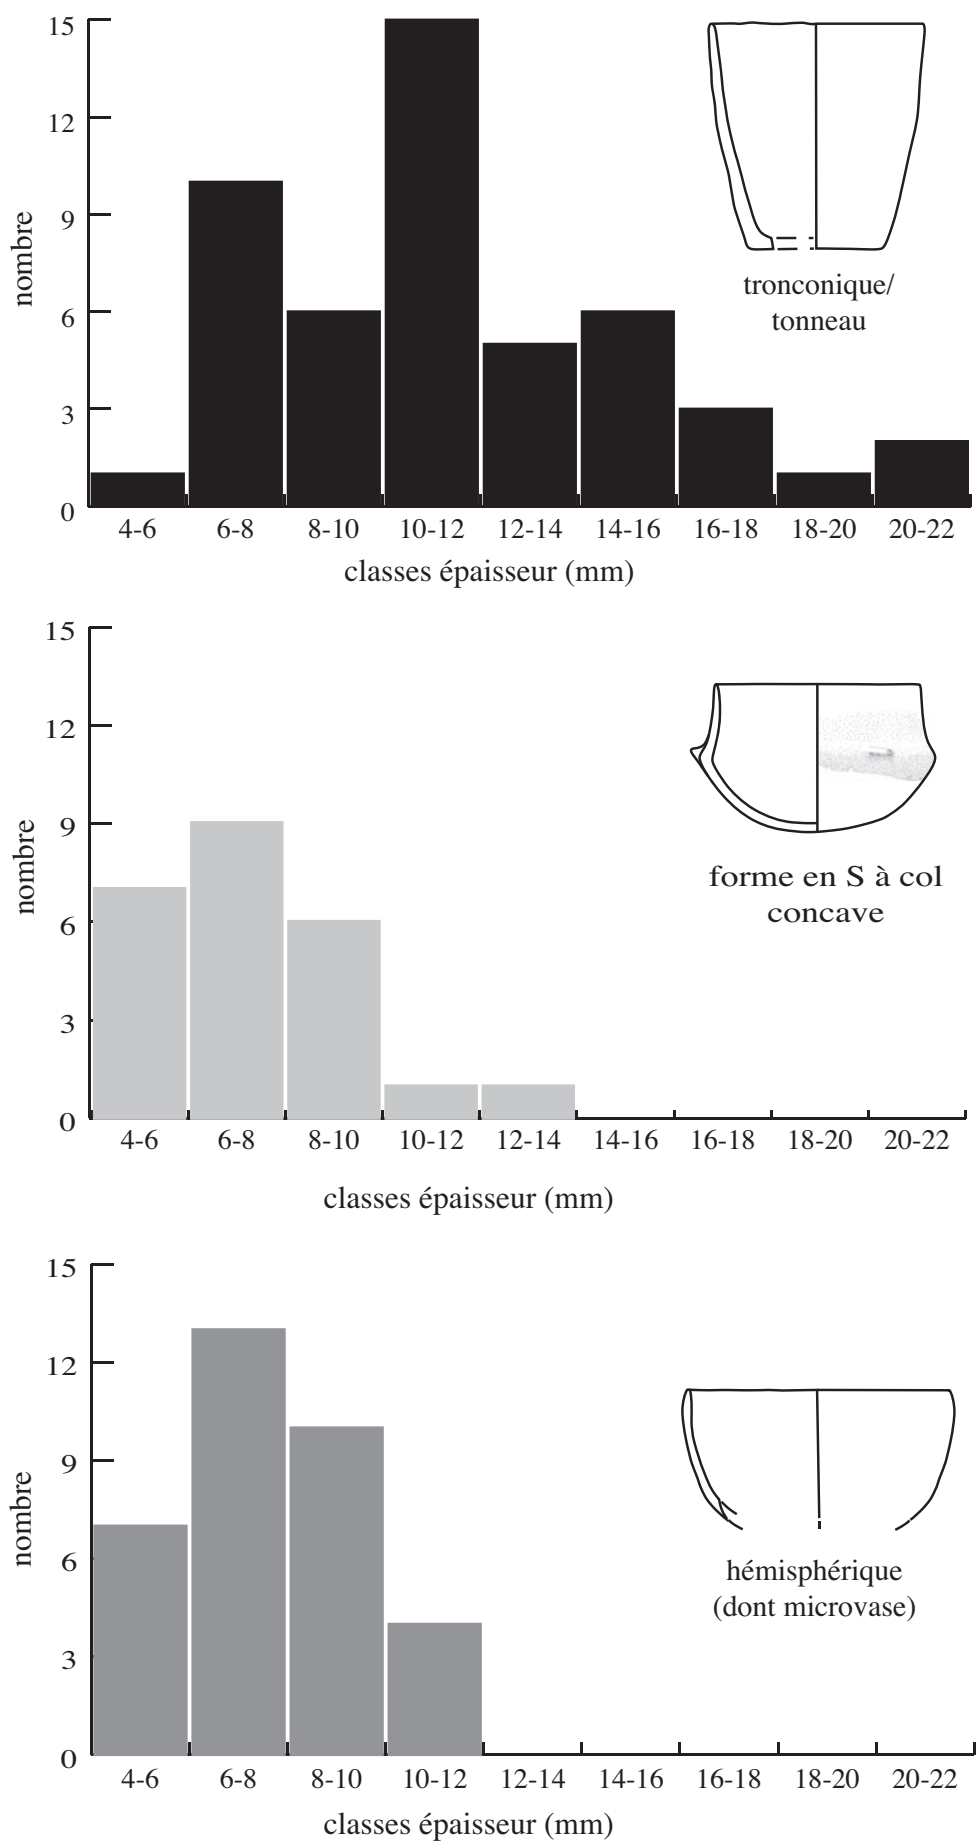 15
12
9
6
3
0
nombre
4-6 6-8 8-10 10-12 12-14 14-16 16-18 18-20 20-22
classes épaisseur (mm)
tronconique/
tonneau
15
12
9
6
3
0
nombre
4-6 6-8 8-10 10-12 12-14 14-16 16-18 18-20 20-22
classes épaisseur (mm)
forme en S à col
concave
15
12
9
6
3
0
nombre
4-6 6-8 8-10 10-12 12-14 14-16 16-18 18-20 20-22
classes épaisseur (mm)
hémisphérique
(dont microvase)